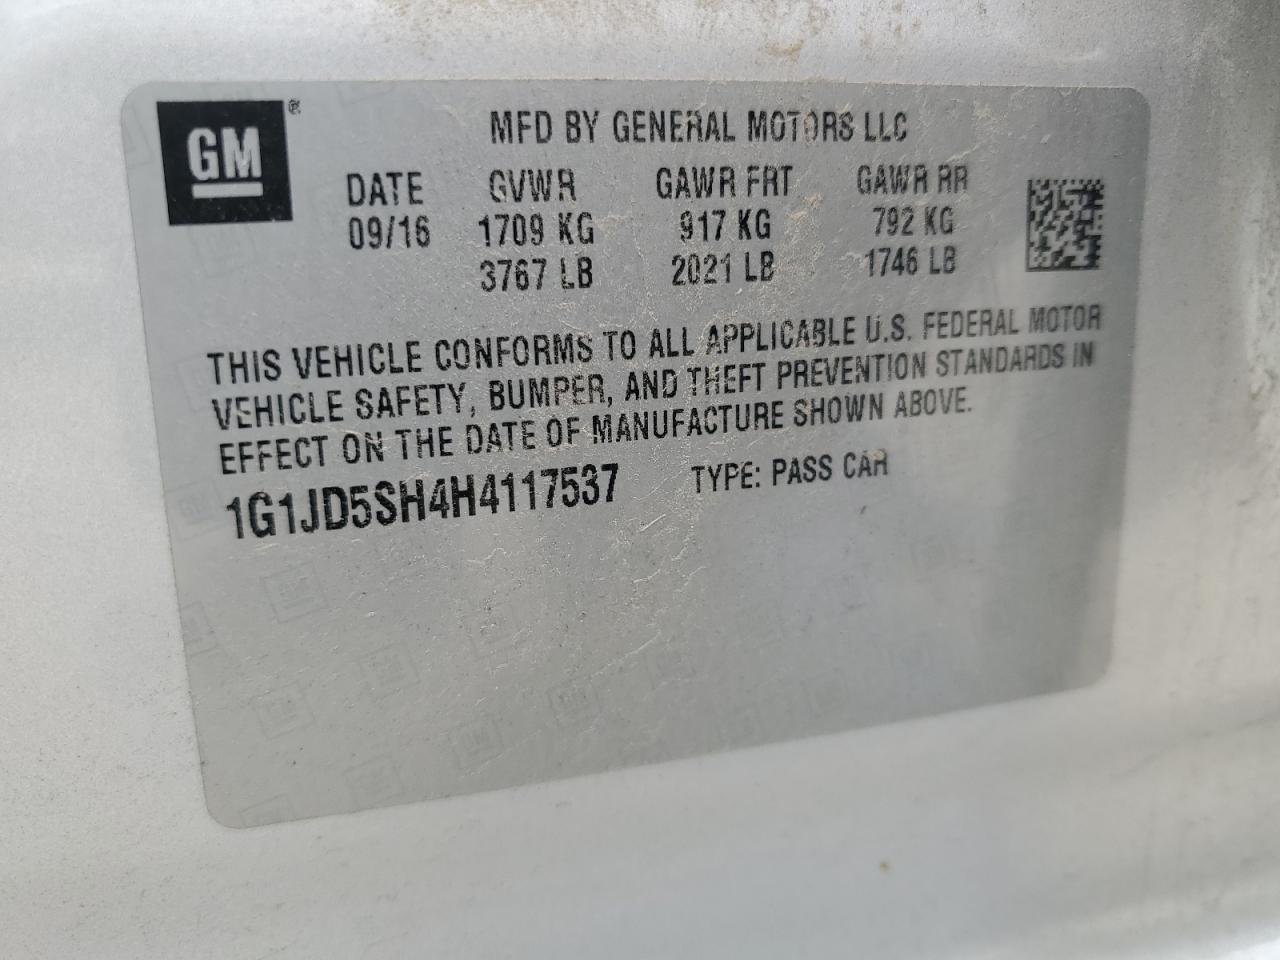 GM®
MFD BY GENERAL MOTORS LLC
DATE GVWR GAWR FRT GAWR RR
09/16 1709 KG 917 KG 792 KG
3767 LB 2021 LB 1746 LB
THIS VEHICLE CONFORMS TO ALL APPLICABLE U.S. FEDERAL MOTOR
VEHICLE SAFETY, BUMPER, AND THEFT PREVENTION STANDARDS IN
EFFECT ON THE DATE OF MANUFACTURE SHOWN ABOVE.
1G1JD5SH4H4117537 TYPE: PASS CAR